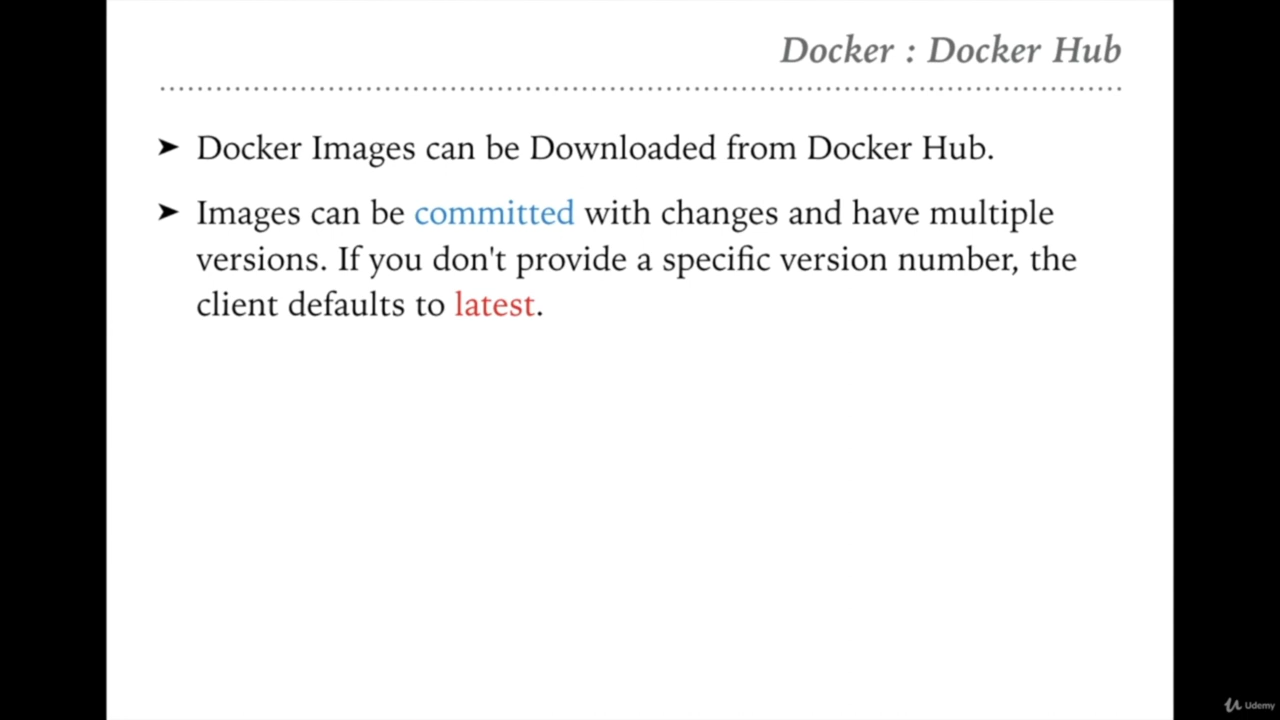 Docker : Docker Hub
➤ Docker Images can be Downloaded from Docker Hub.
➤ Images can be committed with changes and have multiple
versions. If you don't provide a specific version number, the
client defaults to latest.
Udemy